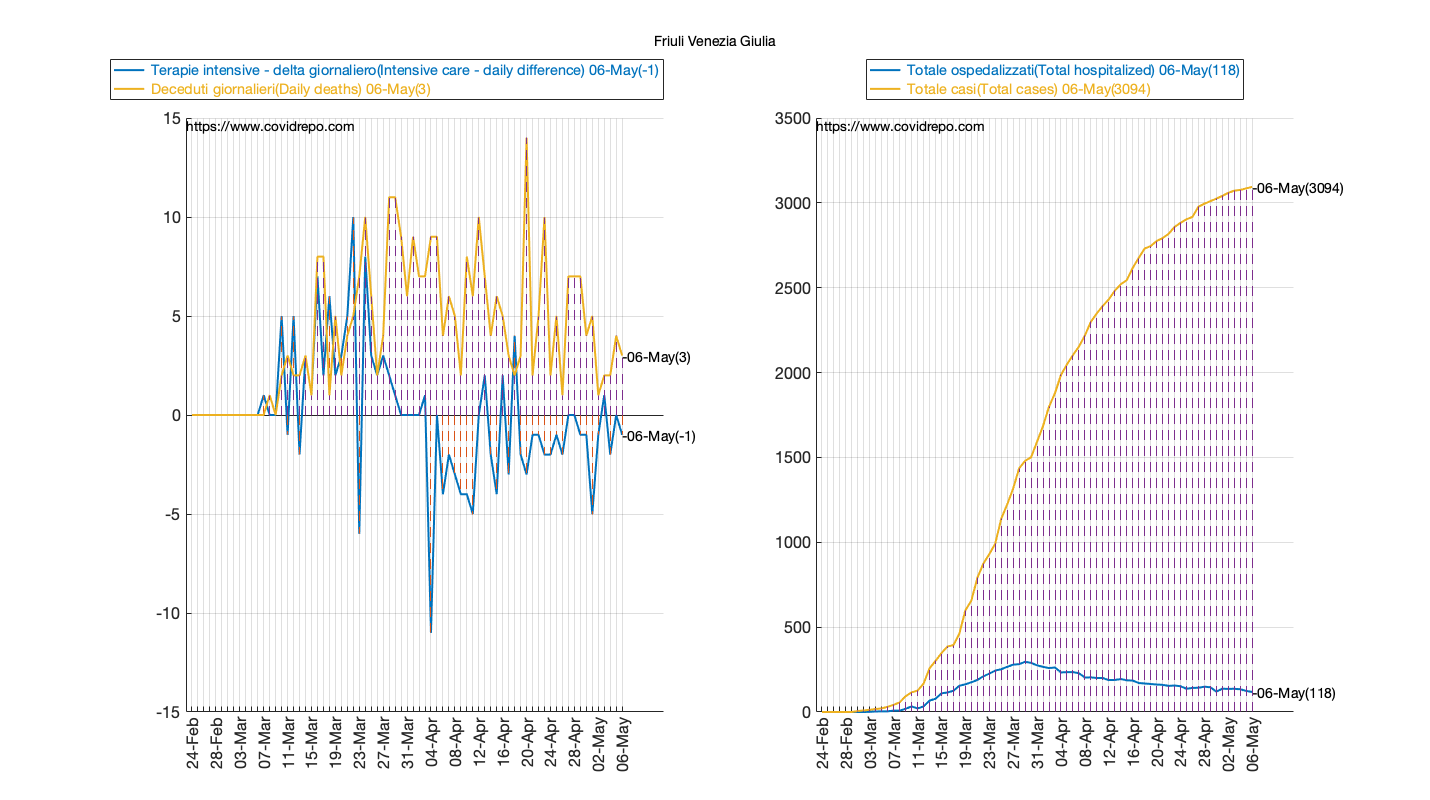 Friuli Venezia Giulia
Terapie intensive - delta giornaliero(Intensive care - daily difference) 06-May(-1)
Deceduti giornalieri(Daily deaths) 06-May(3)
15
https://www.covidrepo.com
10
5
-06-May(3)
0
-06-May(-1)
-5
-10
-15
24-Feb
28-Feb
03-Mar
07-Mar
11-Mar
15-Mar
19-Mar
23-Mar
27-Mar
31-Mar
04-Apr
08-Apr
12-Apr
16-Apr
20-Apr
24-Apr
28-Apr
02-May
06-May
Totale ospedalizzati(Total hospitalized) 06-May(118)
Totale casi(Total cases) 06-May(3094)
3500
https://www.covidrepo.com
-06-May(3094)
3000
2500
2000
1500
1000
500
-06-May(118)
0
24-Feb
28-Feb
03-Mar
07-Mar
11-Mar
15-Mar
19-Mar
23-Mar
27-Mar
31-Mar
04-Apr
08-Apr
12-Apr
16-Apr
20-Apr
24-Apr
28-Apr
02-May
06-May